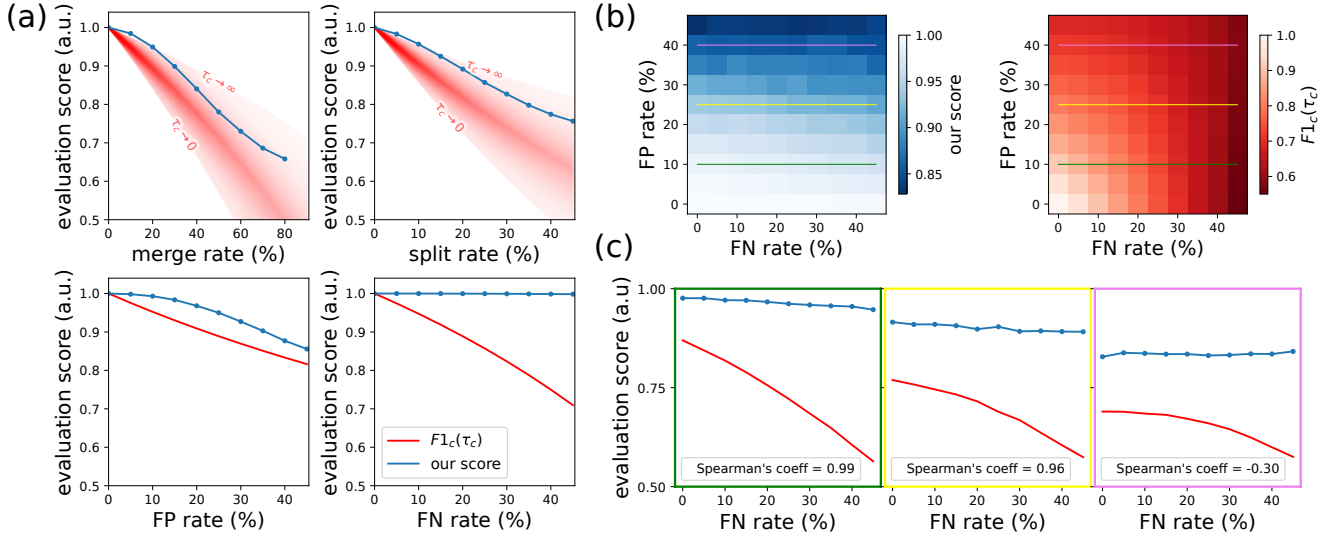 (a)
evaluation score (a.u.)
1.0
0.9
0.8
0.7
0.6
0.5
τc→∞
τc→0
0 20 40 60 80
merge rate (%)
evaluation score (a.u.)
1.0
0.9
0.8
0.7
0.6
0.5
τc→∞
τc→0
0 10 20 30 40
split rate (%)
evaluation score (a.u.)
1.0
0.9
0.8
0.7
0.6
0.5
0 10 20 30 40
FP rate (%)
evaluation score (a.u.)
1.0
0.9
0.8
0.7
0.6
0.5
F1c(τc)
our score
0 10 20 30 40
FN rate (%)
(b)
FP rate (%)
40
30
20
10
0
0 10 20 30 40
FN rate (%)
1.00
0.95
0.90
0.85
our score
FP rate (%)
40
30
20
10
0
0 10 20 30 40
FN rate (%)
1.0
0.9
0.8
0.7
0.6
F1c(τc)
(c)
evaluation score (a.u)
1.00
0.75
0.50
Spearman's coeff = 0.99
0 10 20 30 40
FN rate (%)
Spearman's coeff = 0.96
0 10 20 30 40
FN rate (%)
Spearman's coeff = -0.30
0 10 20 30 40
FN rate (%)